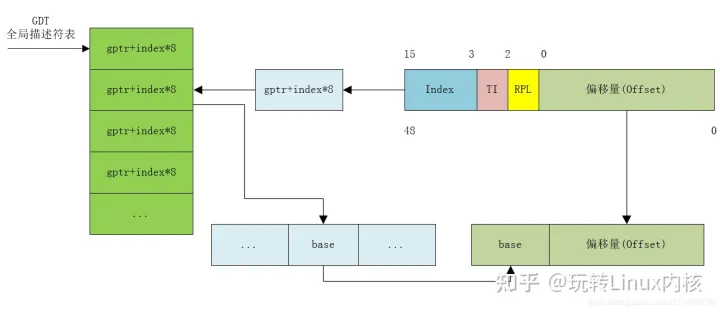 GDT
全局描述符表
gptr+index*8
gptr+index*8
gptr+index*8
gptr+index*8
...
gptr+index*8
15 3 2 0
Index TI RPL 偏移量(Offset)
48 0
... base ...
base 偏移量(Offset)
知乎 @玩转Linux内核